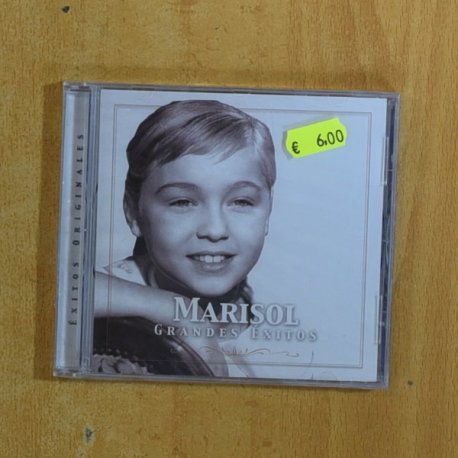 ÉXITOS ORIGINALES
€ 6,00
MARISOL
GRANDES ÉXITOS